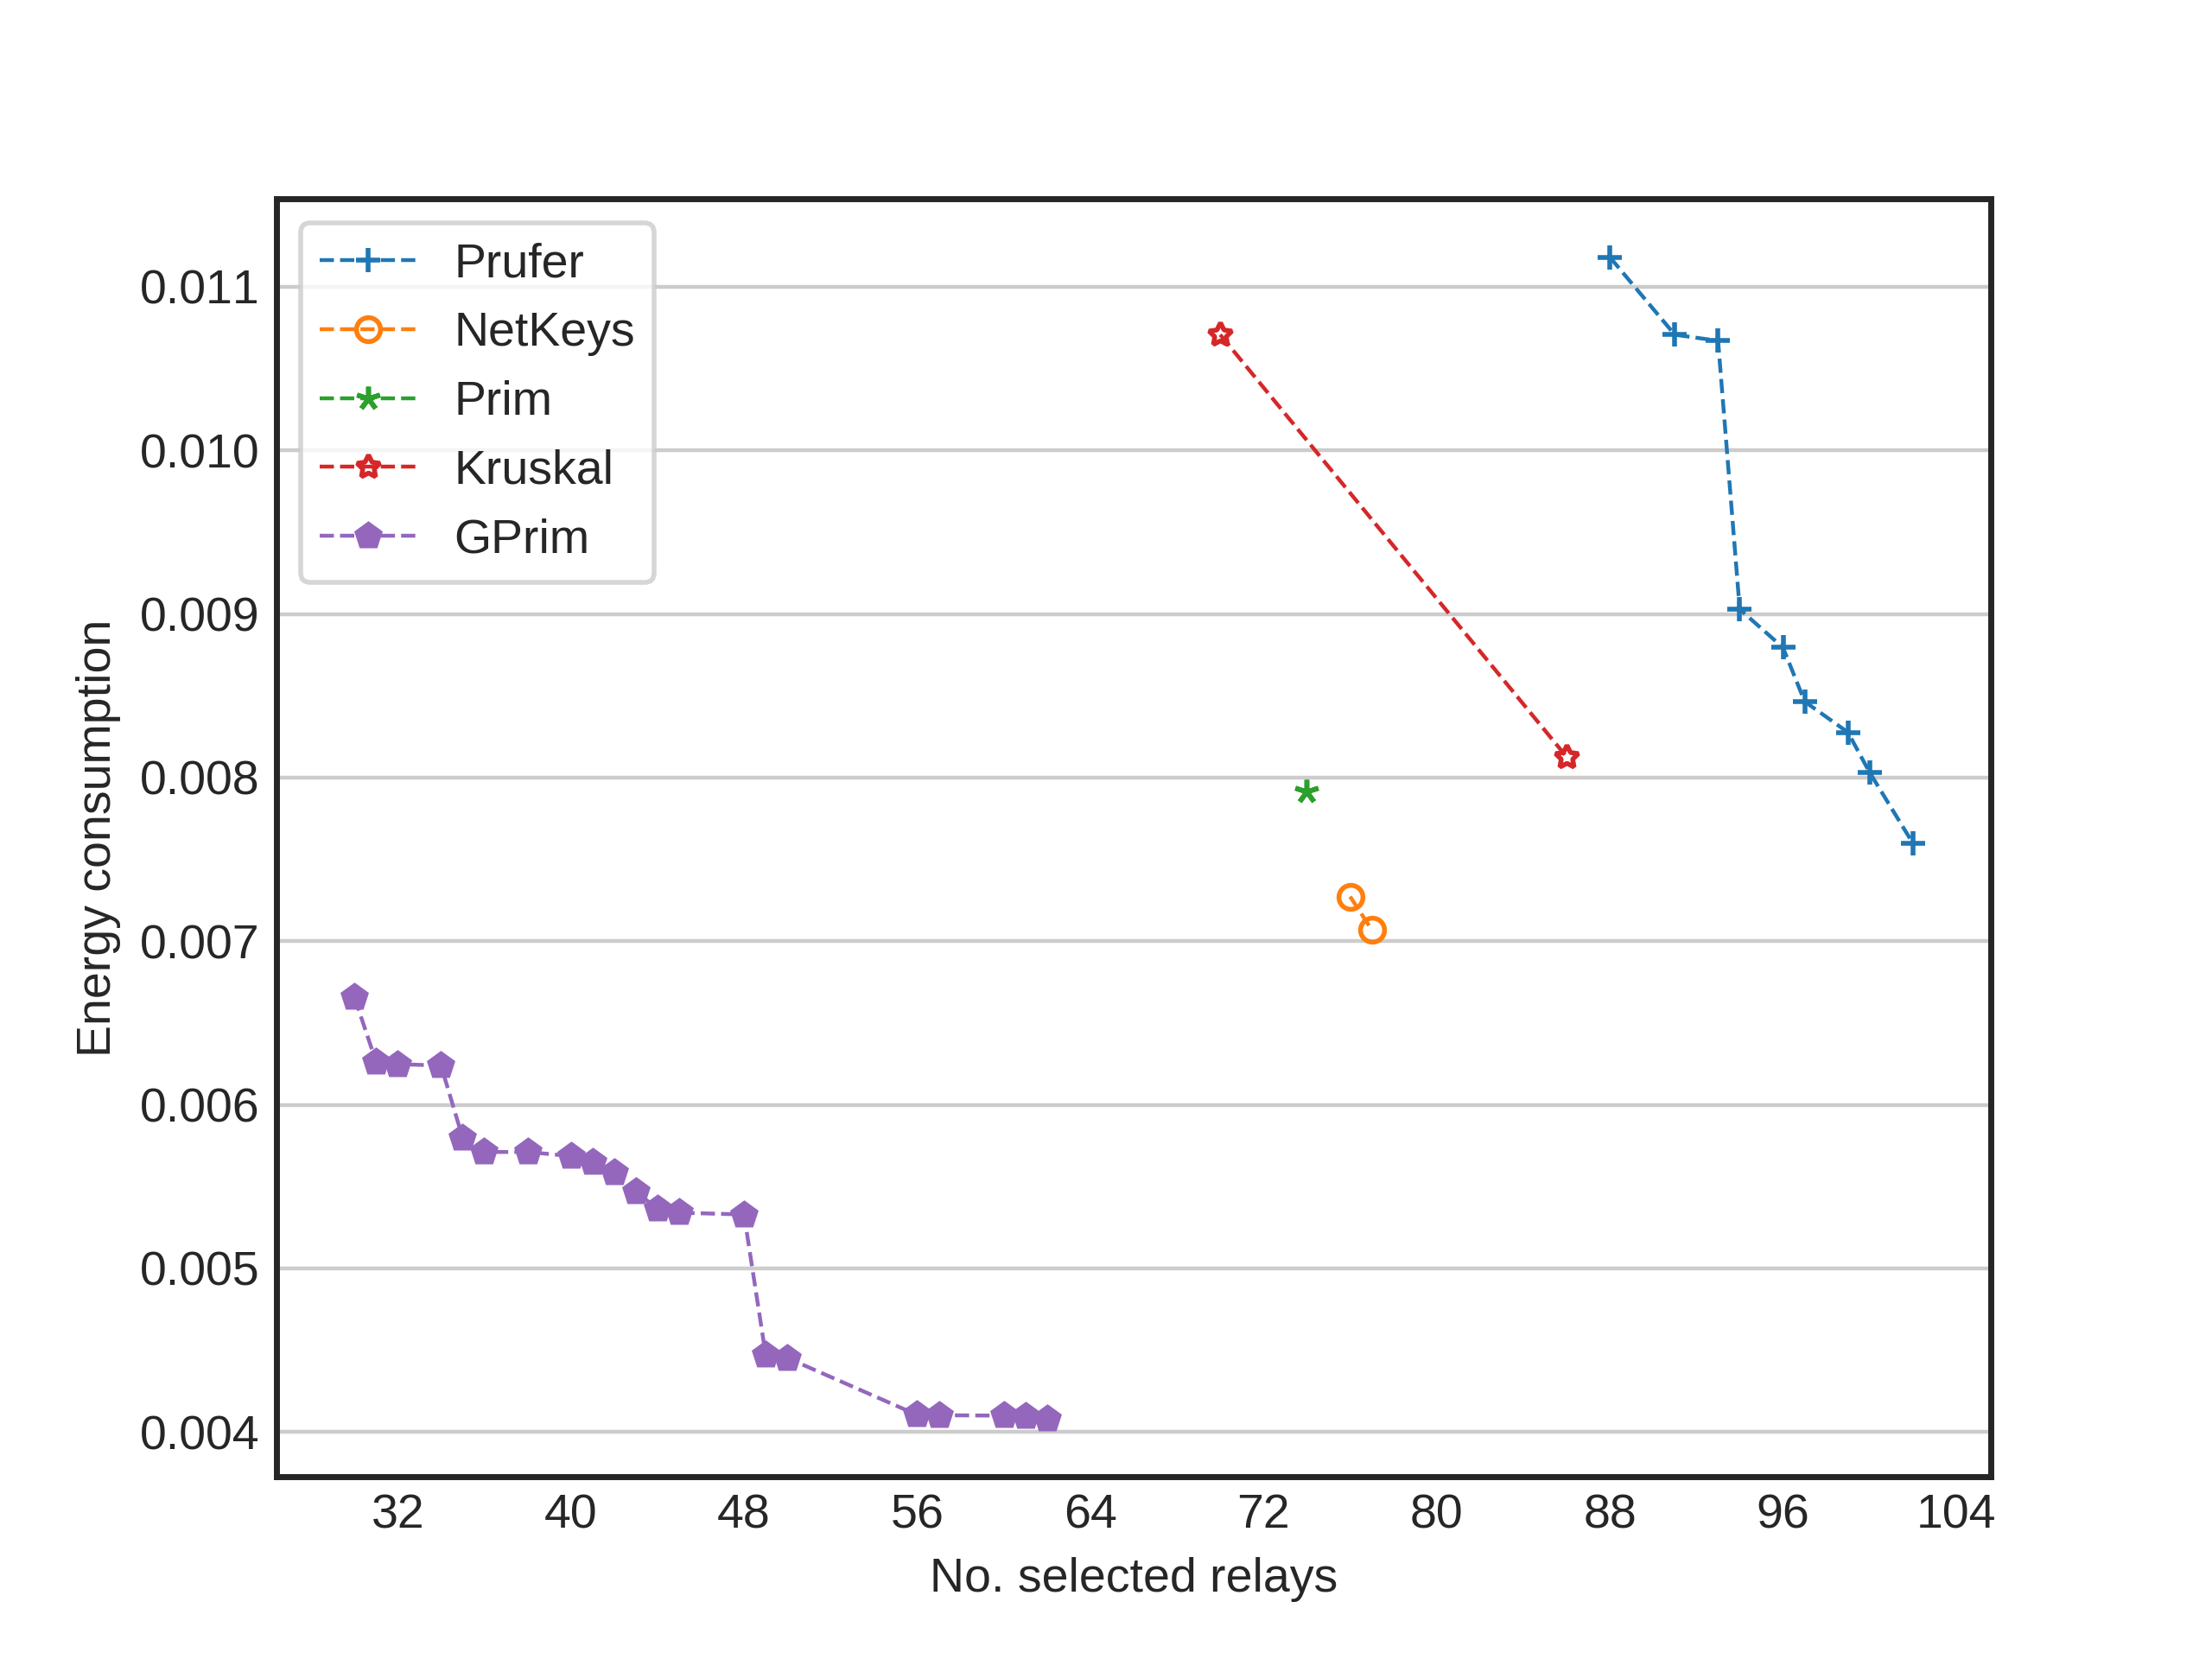 Prufer
NetKeys
Prim
Kruskal
GPrim
0.011
0.010
0.009
0.008
0.007
0.006
0.005
0.004
Energy consumption
32 40 48 56 64 72 80 88 96 104
No. selected relays